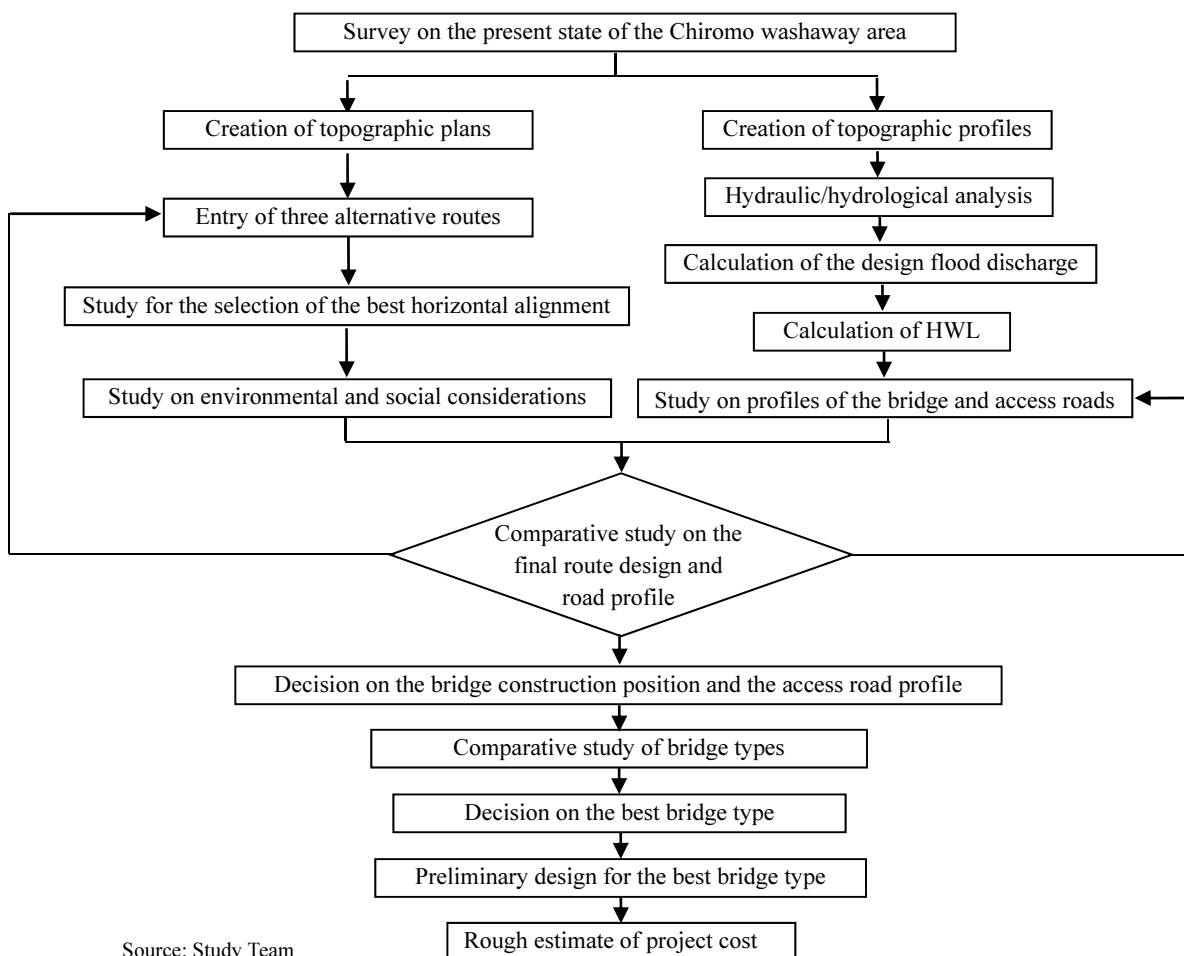 Survey on the present state of the Chiromo washaway area
Creation of topographic plans
Creation of topographic profiles
Entry of three alternative routes
Hydraulic/hydrological analysis
Calculation of the design flood discharge
Study for the selection of the best horizontal alignment
Calculation of HWL
Study on environmental and social considerations
Study on profiles of the bridge and access roads
Comparative study on the
final route design and
road profile
Decision on the bridge construction position and the access road profile
Comparative study of bridge types
Decision on the best bridge type
Preliminary design for the best bridge type
Rough estimate of project cost
Source: Study Team